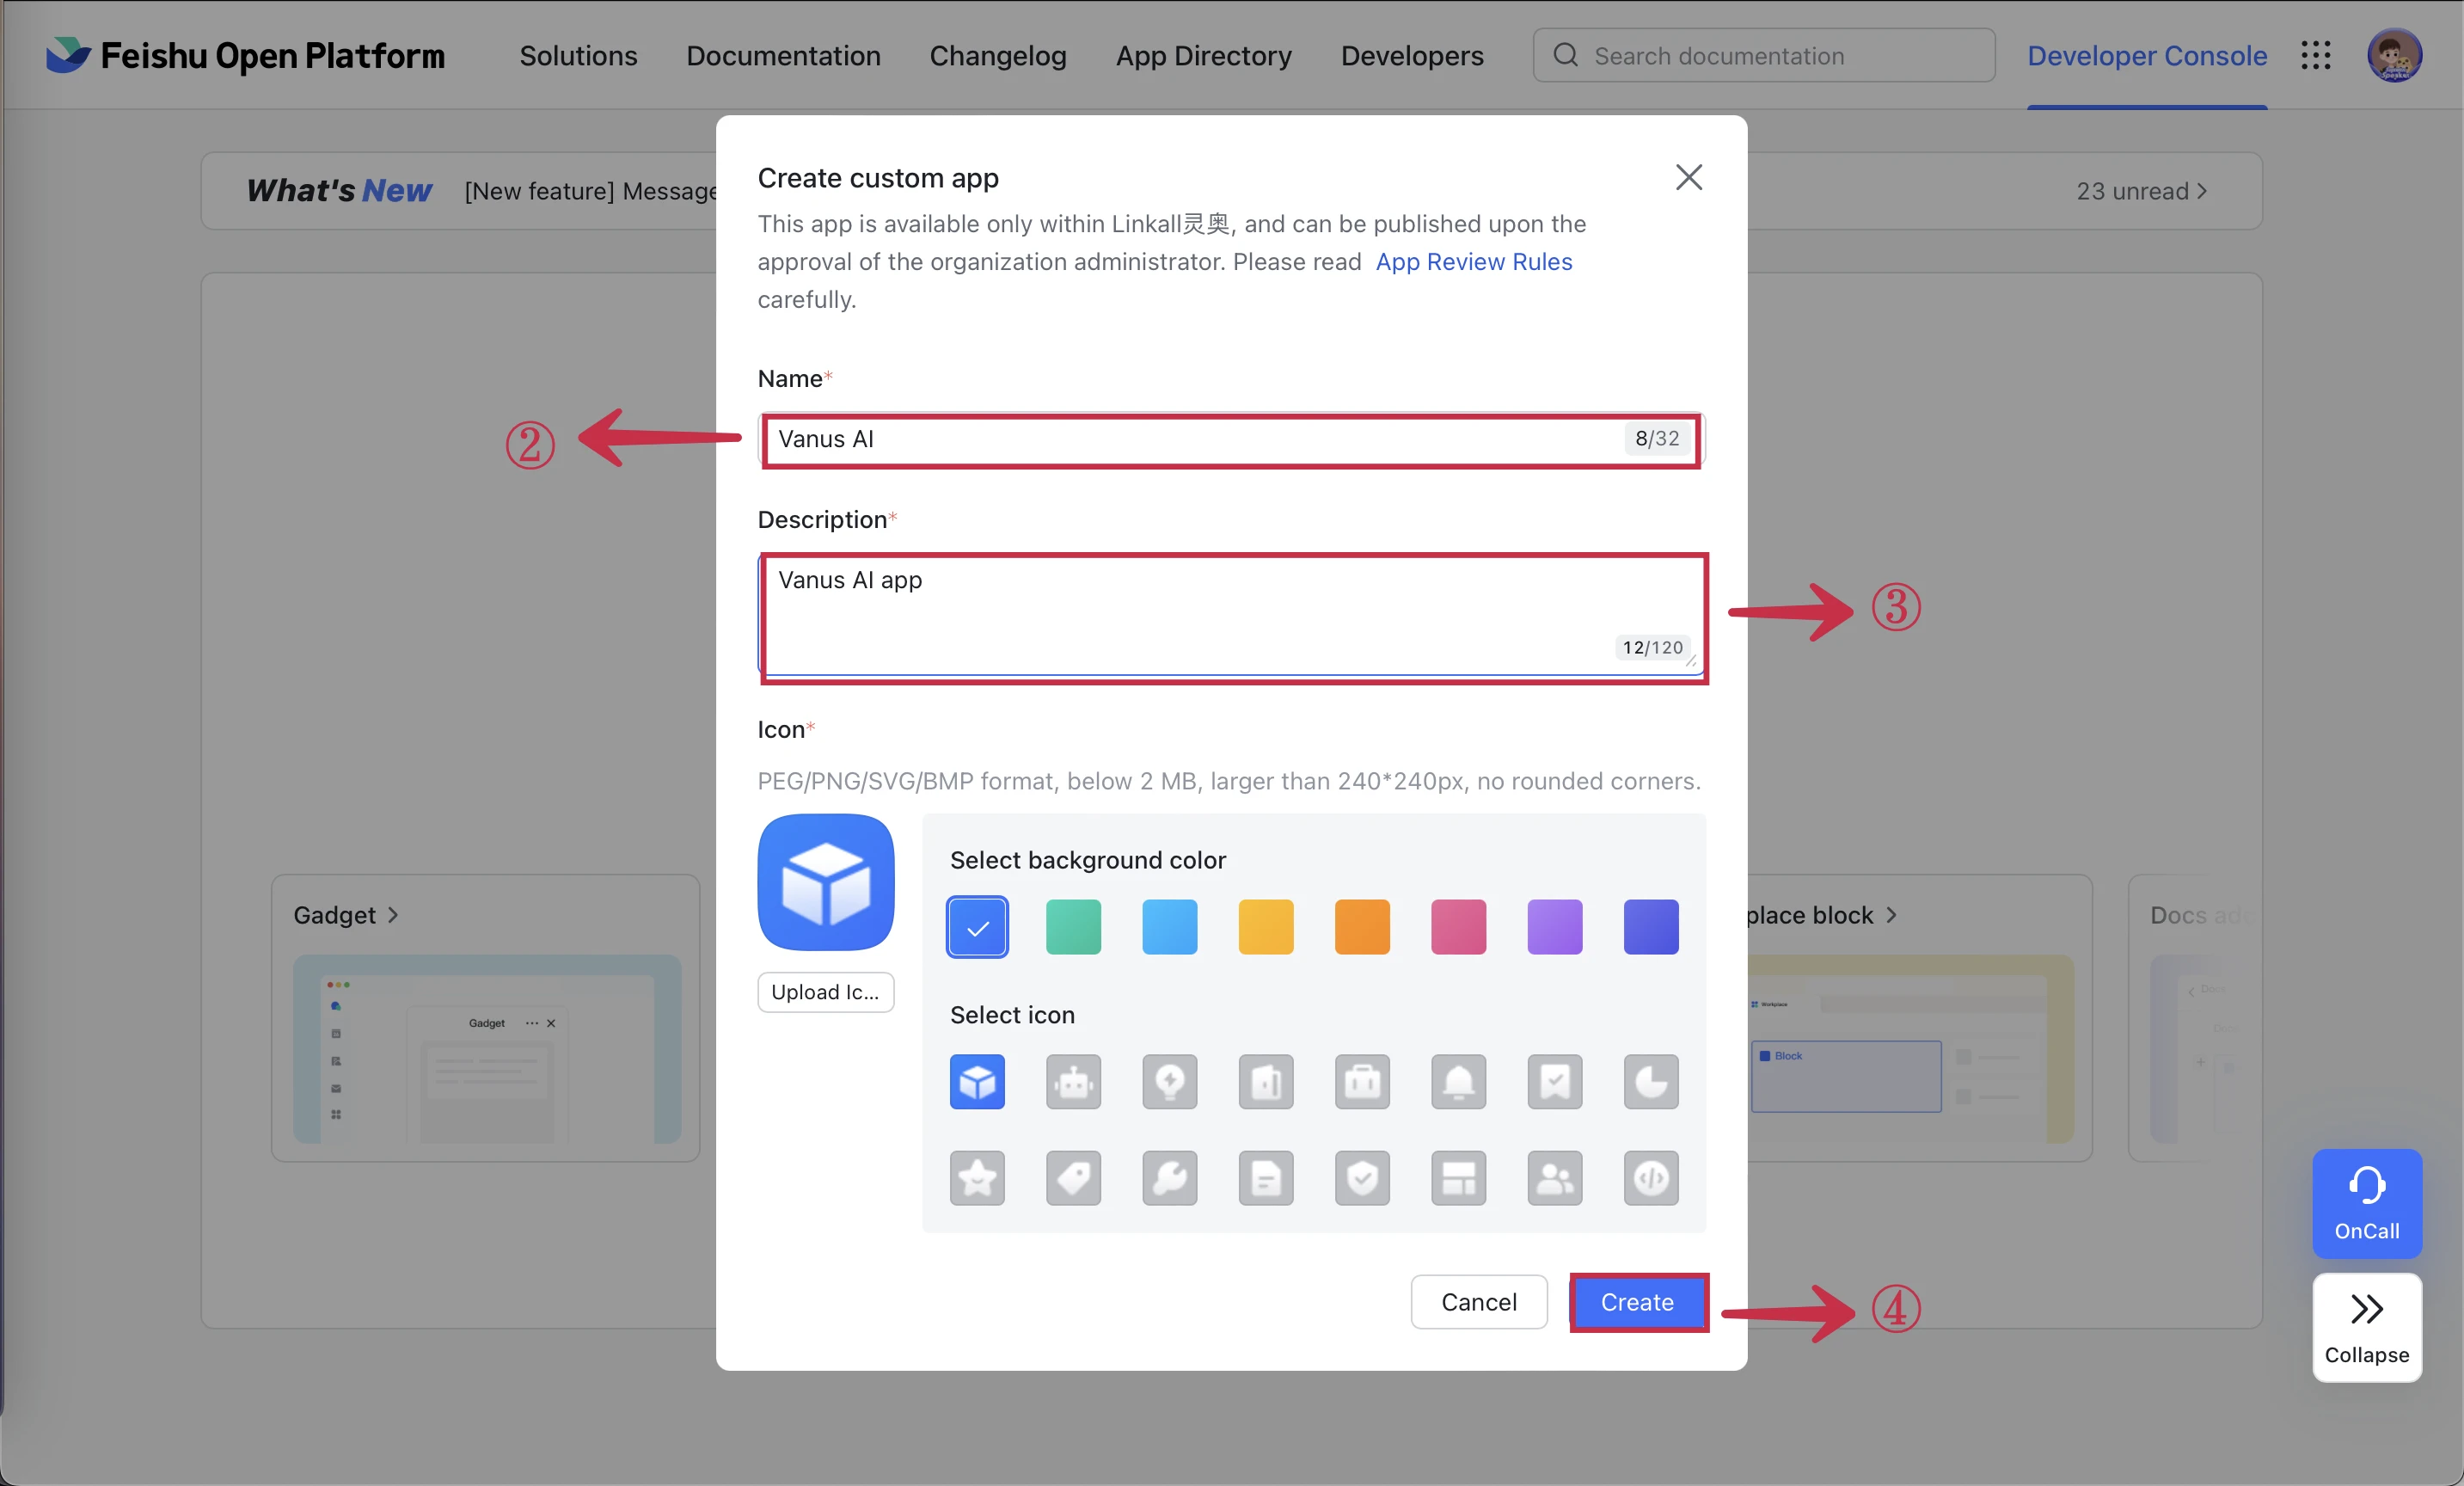 Feishu Open Platform
Solutions
Documentation
Changelog
App Directory
Developers
Search documentation
Developer Console
What's New
[New feature] Message
23 unread
Create custom app
This app is available only within Linkall灵奥, and can be published upon the
approval of the organization administrator. Please read App Review Rules
carefully.
Name*
② Vanus AI 8/32
Description*
Vanus AI app
12/120
③
Icon*
PEG/PNG/SVG/BMP format, below 2 MB, larger than 240*240px, no rounded corners.
Select background color
Upload Ic...
Select icon
Gadget
Gadget
place block
Workplace
Block
Docs
Docs
Cancel
Create
④
OnCall
Collapse